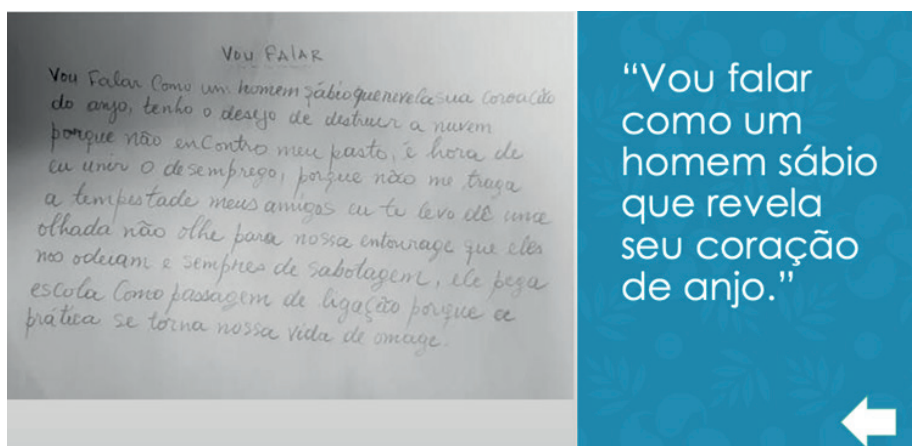 VOU FALAR
Vou Falar Como um homem sábio que revela sua coroação
do anjo, tenho o desejo de distruir a nuvem
porque não encontro meu pasto, é hora de
eu unir o desemprego, porque não me traga
a tempestade meus amigos eu te levo dê uma
olhada não olhe para nossa entourage que eles
nos odeiam e sempres de sabotagem, ele pega
escola Como passagem de ligação porque a
prática se torna nossa vida de omage.
“Vou falar
como um
homem sábio
que revela
seu coração
de anjo.”